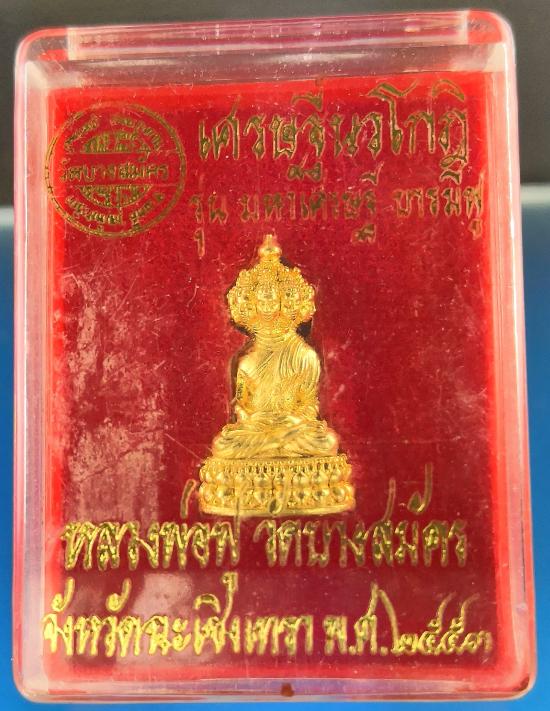 วัดบางสมัคร
เศรษฐีนวโกฏิ
รุ่น มหาเศรษฐี บารมีฟู
หลวงพ่อฟู วัดบางสมัคร
จังหวัดฉะเชิงเทรา พ.ศ.๒๕๕๓